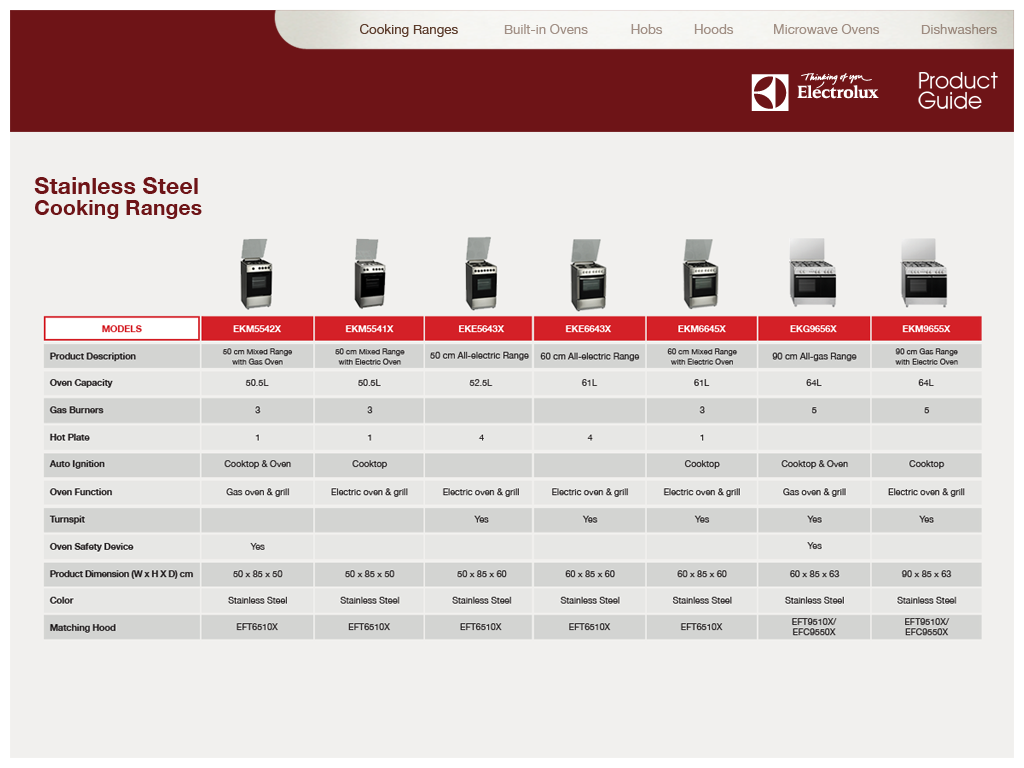 Cooking Ranges Built-in Ovens Hobs Hoods Microwave Ovens Dishwashers
Thinking of you
Electrolux
Product
Guide
Stainless Steel
Cooking Ranges
MODELS EKM5542X EKM5541X EKE5643X EKE6643X EKM6645X EKG9656X EKM9655X
Product Description 50 cm Mixed Range with Gas Oven 50 cm Mixed Range with Electric Oven 50 cm All-electric Range 60 cm All-electric Range 60 cm Mixed Range with Electric Oven 90 cm All-gas Range 90 cm Gas Range with Electric Oven
Oven Capacity 50.5L 50.5L 52.5L 61L 61L 64L 64L
Gas Burners 3 3 3 5 5
Hot Plate 1 1 4 4 1
Auto Ignition Cooktop & Oven Cooktop Cooktop Cooktop & Oven Cooktop
Oven Function Gas oven & grill Electric oven & grill Electric oven & grill Electric oven & grill Electric oven & grill Gas oven & grill Electric oven & grill
Turnspit Yes Yes Yes Yes Yes
Oven Safety Device Yes Yes
Product Dimension (W x H X D) cm 50 x 85 x 50 50 x 85 x 50 50 x 85 x 60 60 x 85 x 60 60 x 85 x 60 60 x 85 x 63 90 x 85 x 63
Color Stainless Steel Stainless Steel Stainless Steel Stainless Steel Stainless Steel Stainless Steel Stainless Steel
Matching Hood EFT6510X EFT6510X EFT6510X EFT6510X EFT6510X EFT9510X/ EFC9550X EFT9510X/ EFC9550X